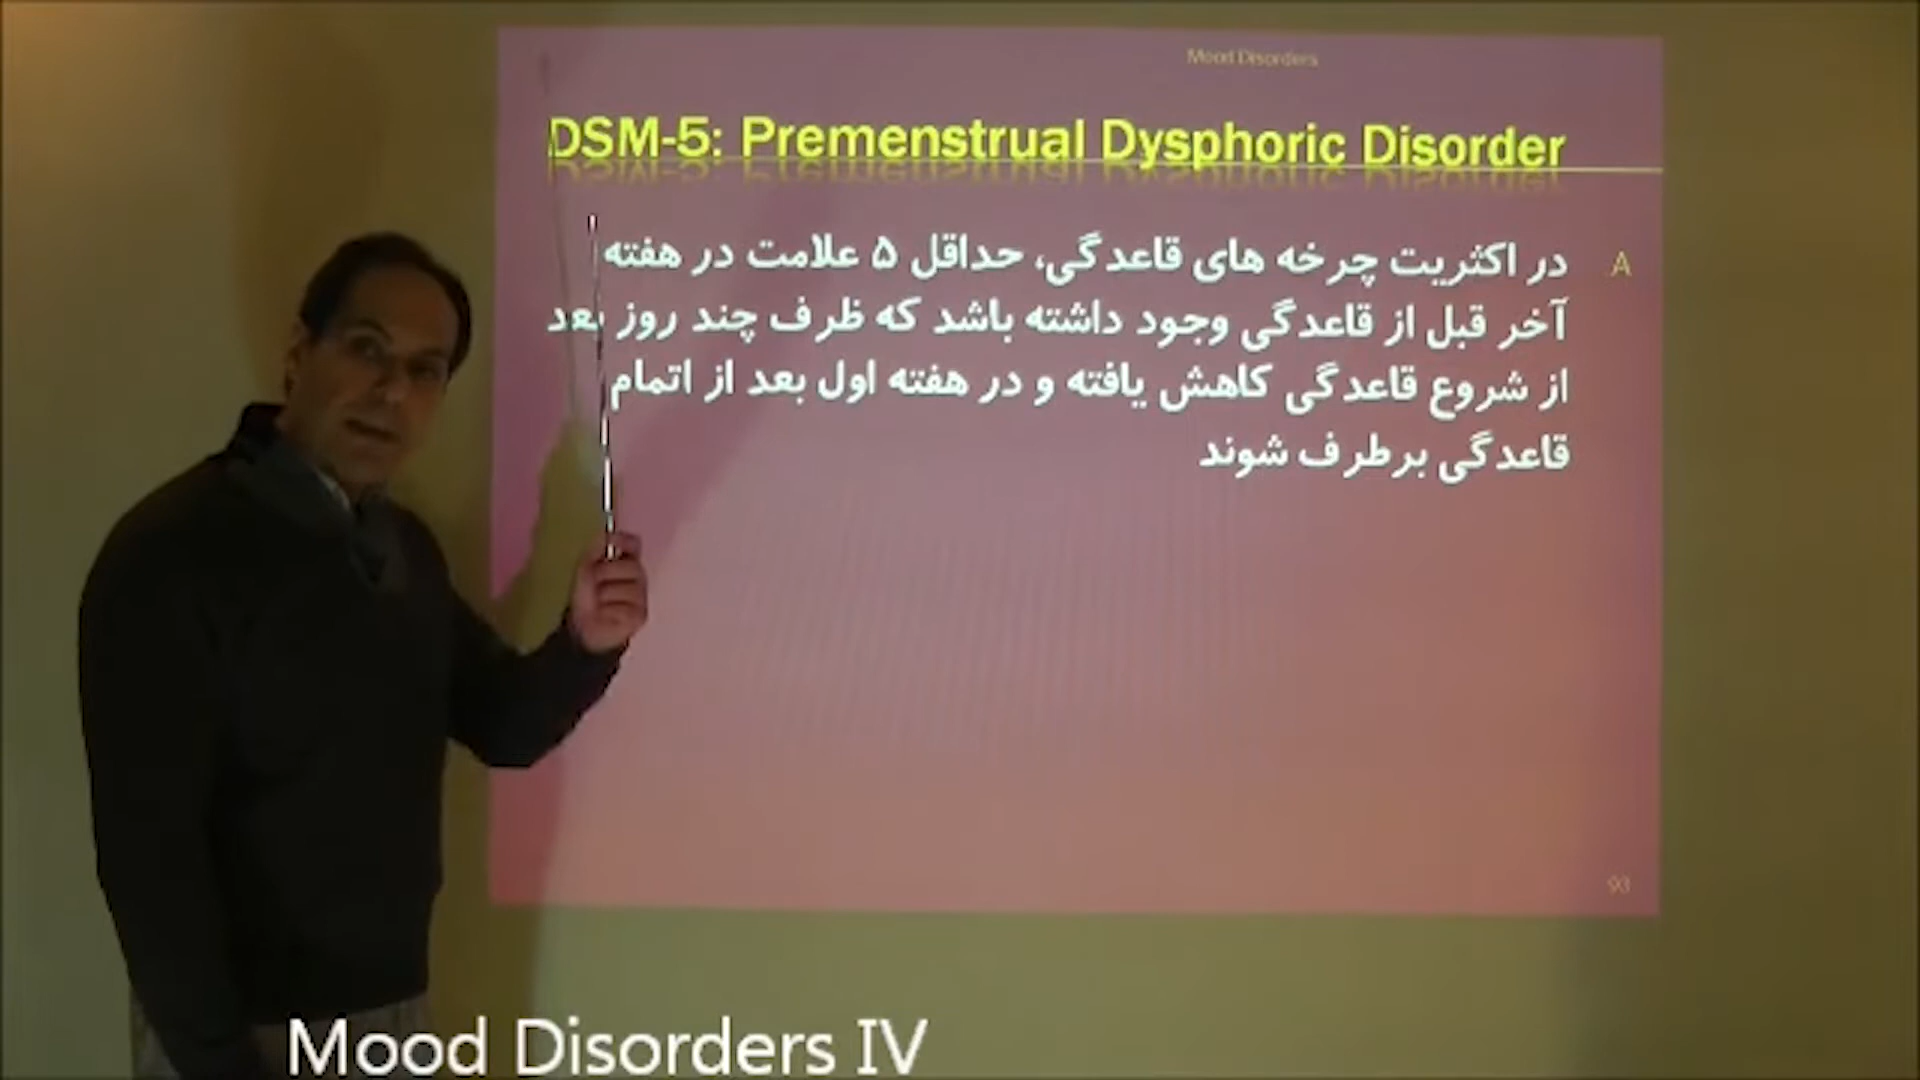 Mood Disorders
DSM-5: Premenstrual Dysphoric Disorder
A
در اکثریت چرخه های قاعدگی، حداقل ۵ علامت در هفته
آخر قبل از قاعدگی وجود داشته باشد که ظرف چند روز بعد
از شروع قاعدگی کاهش یافته و در هفته اول بعد از اتمام
قاعدگی برطرف شوند
93
Mood Disorders IV